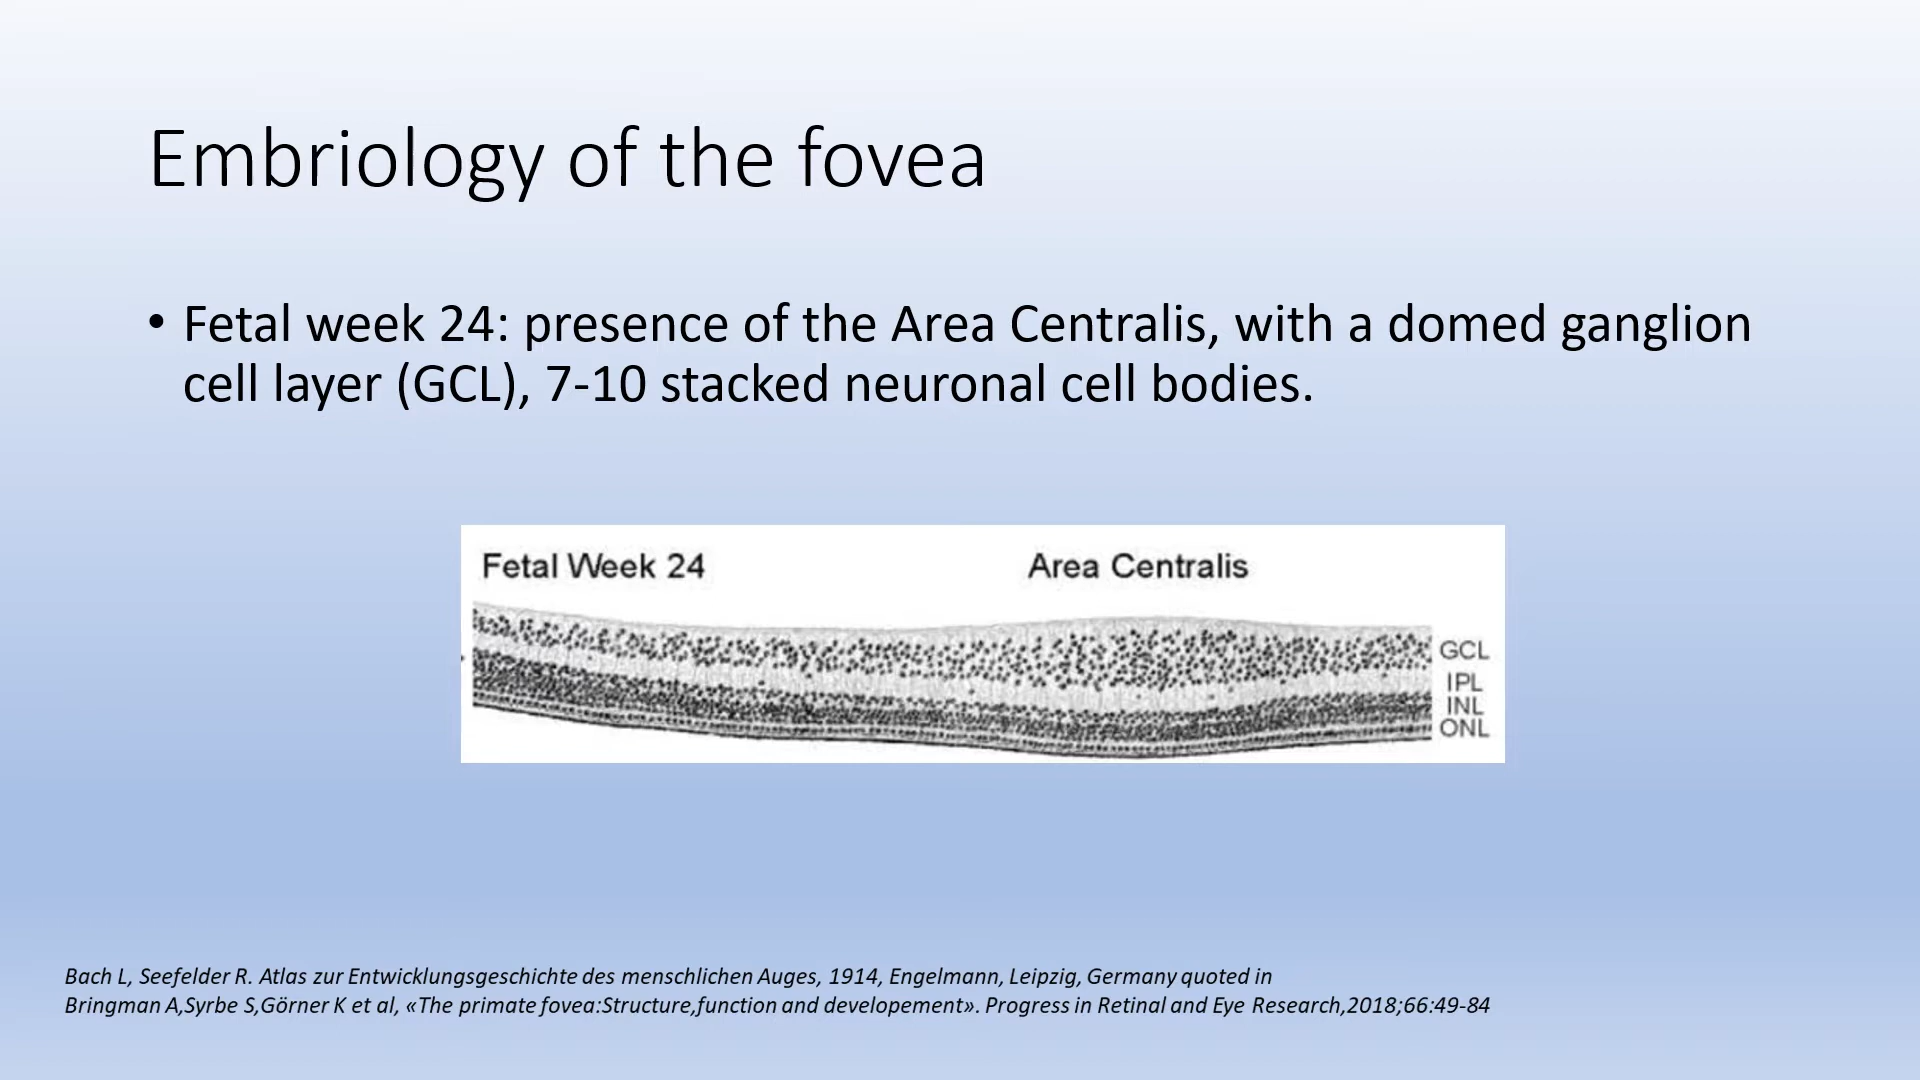 Embriology of the fovea
• Fetal week 24: presence of the Area Centralis, with a domed ganglion
cell layer (GCL), 7-10 stacked neuronal cell bodies.
Fetal Week 24
Area Centralis
GCL
IPL
INL
ONL
Bach L, Seefelder R. Atlas zur Entwicklungsgeschichte des menschlichen Auges, 1914, Engelmann, Leipzig, Germany quoted in
Bringman A,Syrbe S,Görner K et al, «The primate fovea:Structure,function and developement». Progress in Retinal and Eye Research,2018;66:49-84